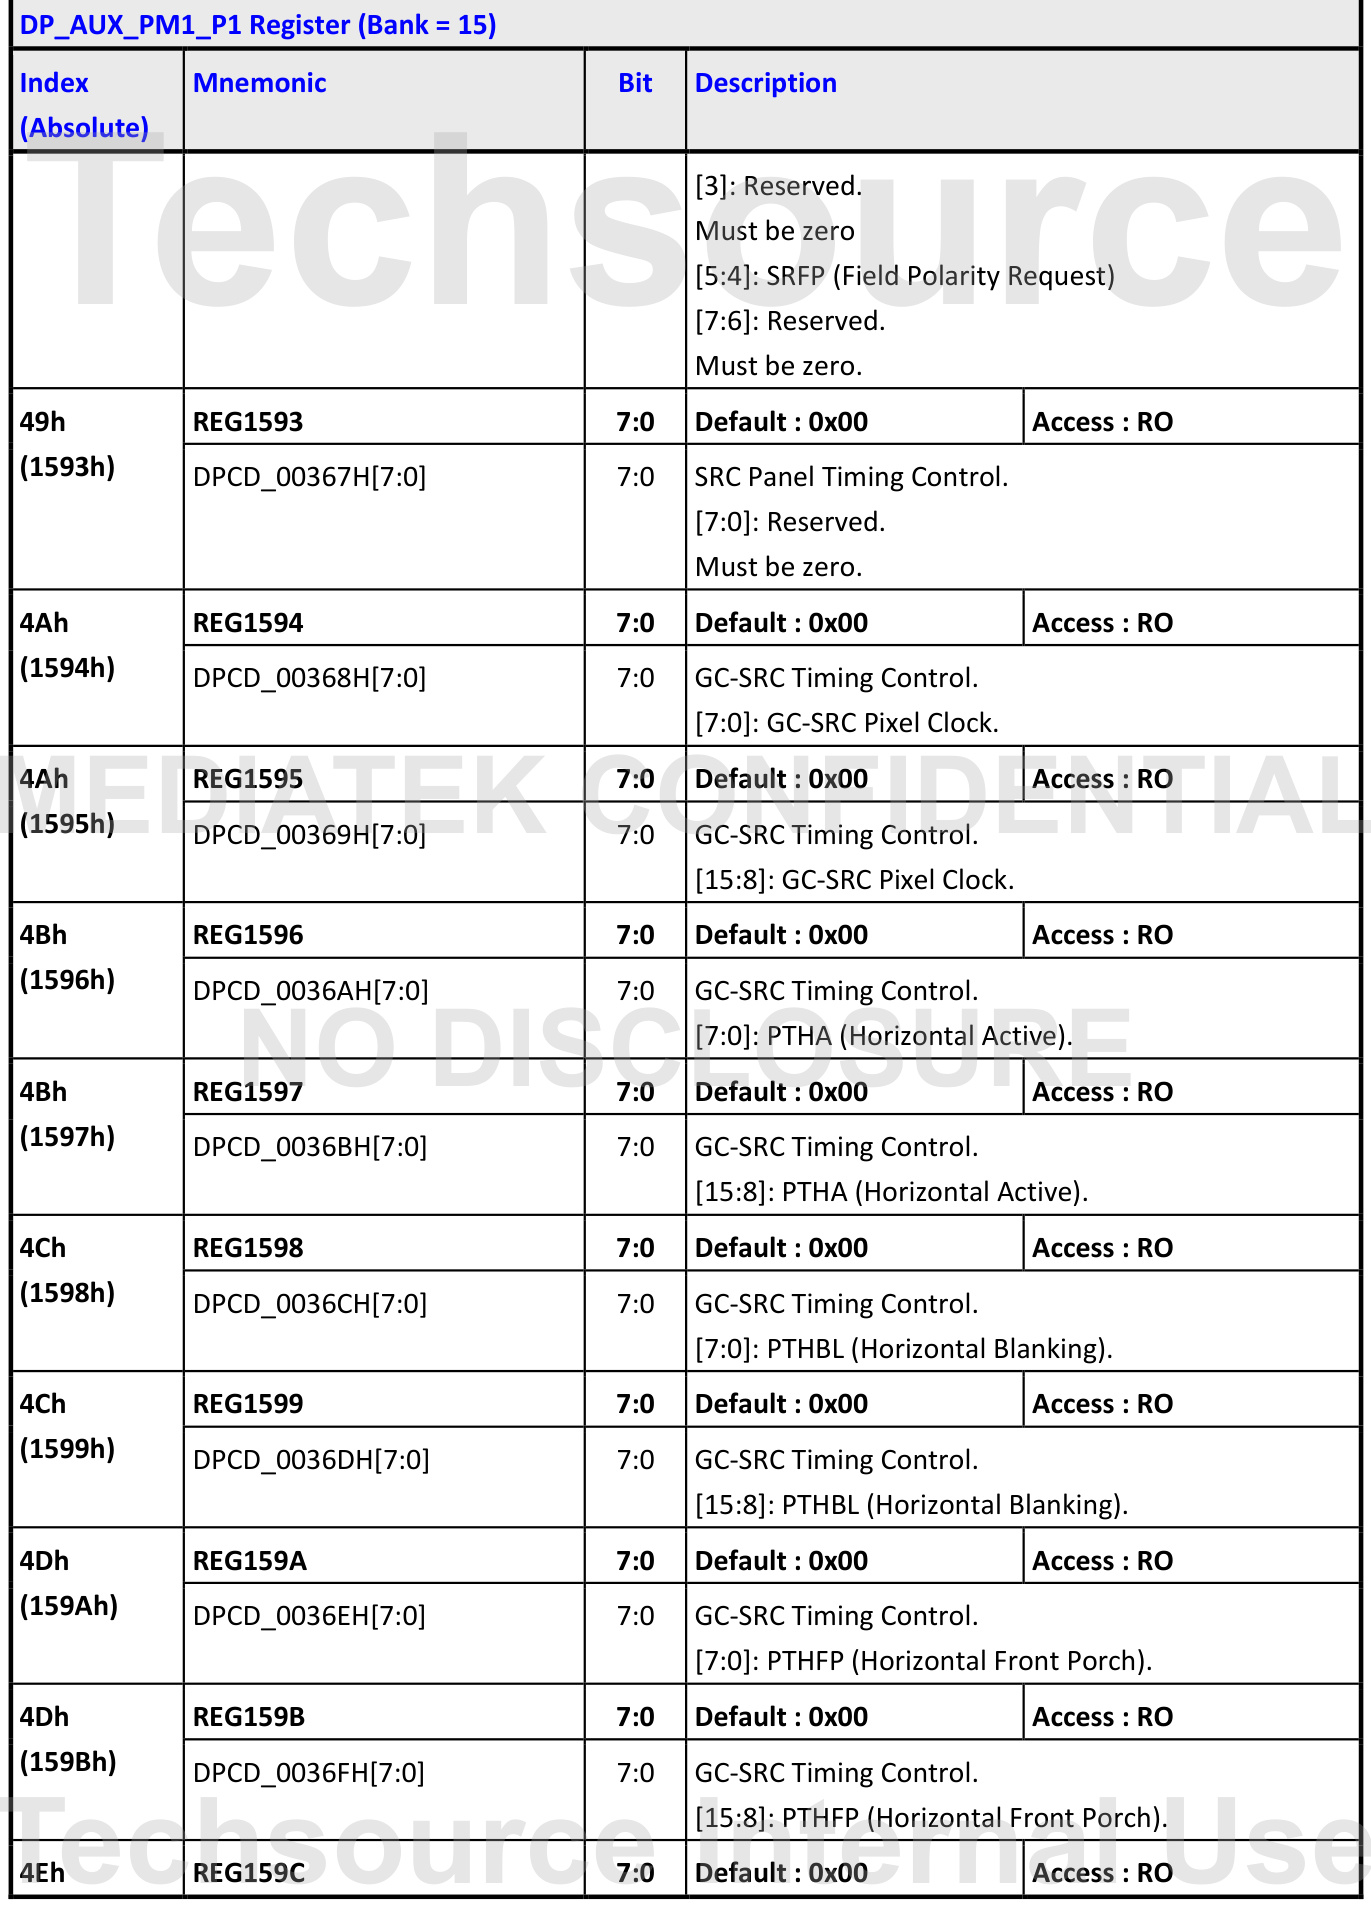 DP_AUX_PM1_P1 Register (Bank = 15)
Index
(Absolute)
Mnemonic
Bit
Description
Techsource
[3]: Reserved.
Must be zero
[5:4]: SRFP (Field Polarity Request)
[7:6]: Reserved.
Must be zero.
49h
(1593h)
REG1593
7:0
Default : 0x00
Access : RO
DPCD_00367H[7:0]
7:0
SRC Panel Timing Control.
[7:0]: Reserved.
Must be zero.
4Ah
(1594h)
REG1594
7:0
Default : 0x00
Access : RO
DPCD_00368H[7:0]
7:0
GC-SRC Timing Control.
[7:0]: GC-SRC Pixel Clock.
MEDIATEK CONFIDENTIAL
4Ah
(1595h)
REG1595
7:0
Default : 0x00
Access : RO
DPCD_00369H[7:0]
7:0
GC-SRC Timing Control.
[15:8]: GC-SRC Pixel Clock.
4Bh
(1596h)
REG1596
7:0
Default : 0x00
Access : RO
DPCD_0036AH[7:0]
7:0
GC-SRC Timing Control.
[7:0]: PTHA (Horizontal Active).
NO DISCLOSURE
4Bh
(1597h)
REG1597
7:0
Default : 0x00
Access : RO
DPCD_0036BH[7:0]
7:0
GC-SRC Timing Control.
[15:8]: PTHA (Horizontal Active).
4Ch
(1598h)
REG1598
7:0
Default : 0x00
Access : RO
DPCD_0036CH[7:0]
7:0
GC-SRC Timing Control.
[7:0]: PTHBL (Horizontal Blanking).
4Ch
(1599h)
REG1599
7:0
Default : 0x00
Access : RO
DPCD_0036DH[7:0]
7:0
GC-SRC Timing Control.
[15:8]: PTHBL (Horizontal Blanking).
4Dh
(159Ah)
REG159A
7:0
Default : 0x00
Access : RO
DPCD_0036EH[7:0]
7:0
GC-SRC Timing Control.
[7:0]: PTHFP (Horizontal Front Porch).
4Dh
(159Bh)
REG159B
7:0
Default : 0x00
Access : RO
DPCD_0036FH[7:0]
7:0
GC-SRC Timing Control.
[15:8]: PTHFP (Horizontal Front Porch).
Techsource Internal Use
4Eh
REG159C
7:0
Default : 0x00
Access : RO